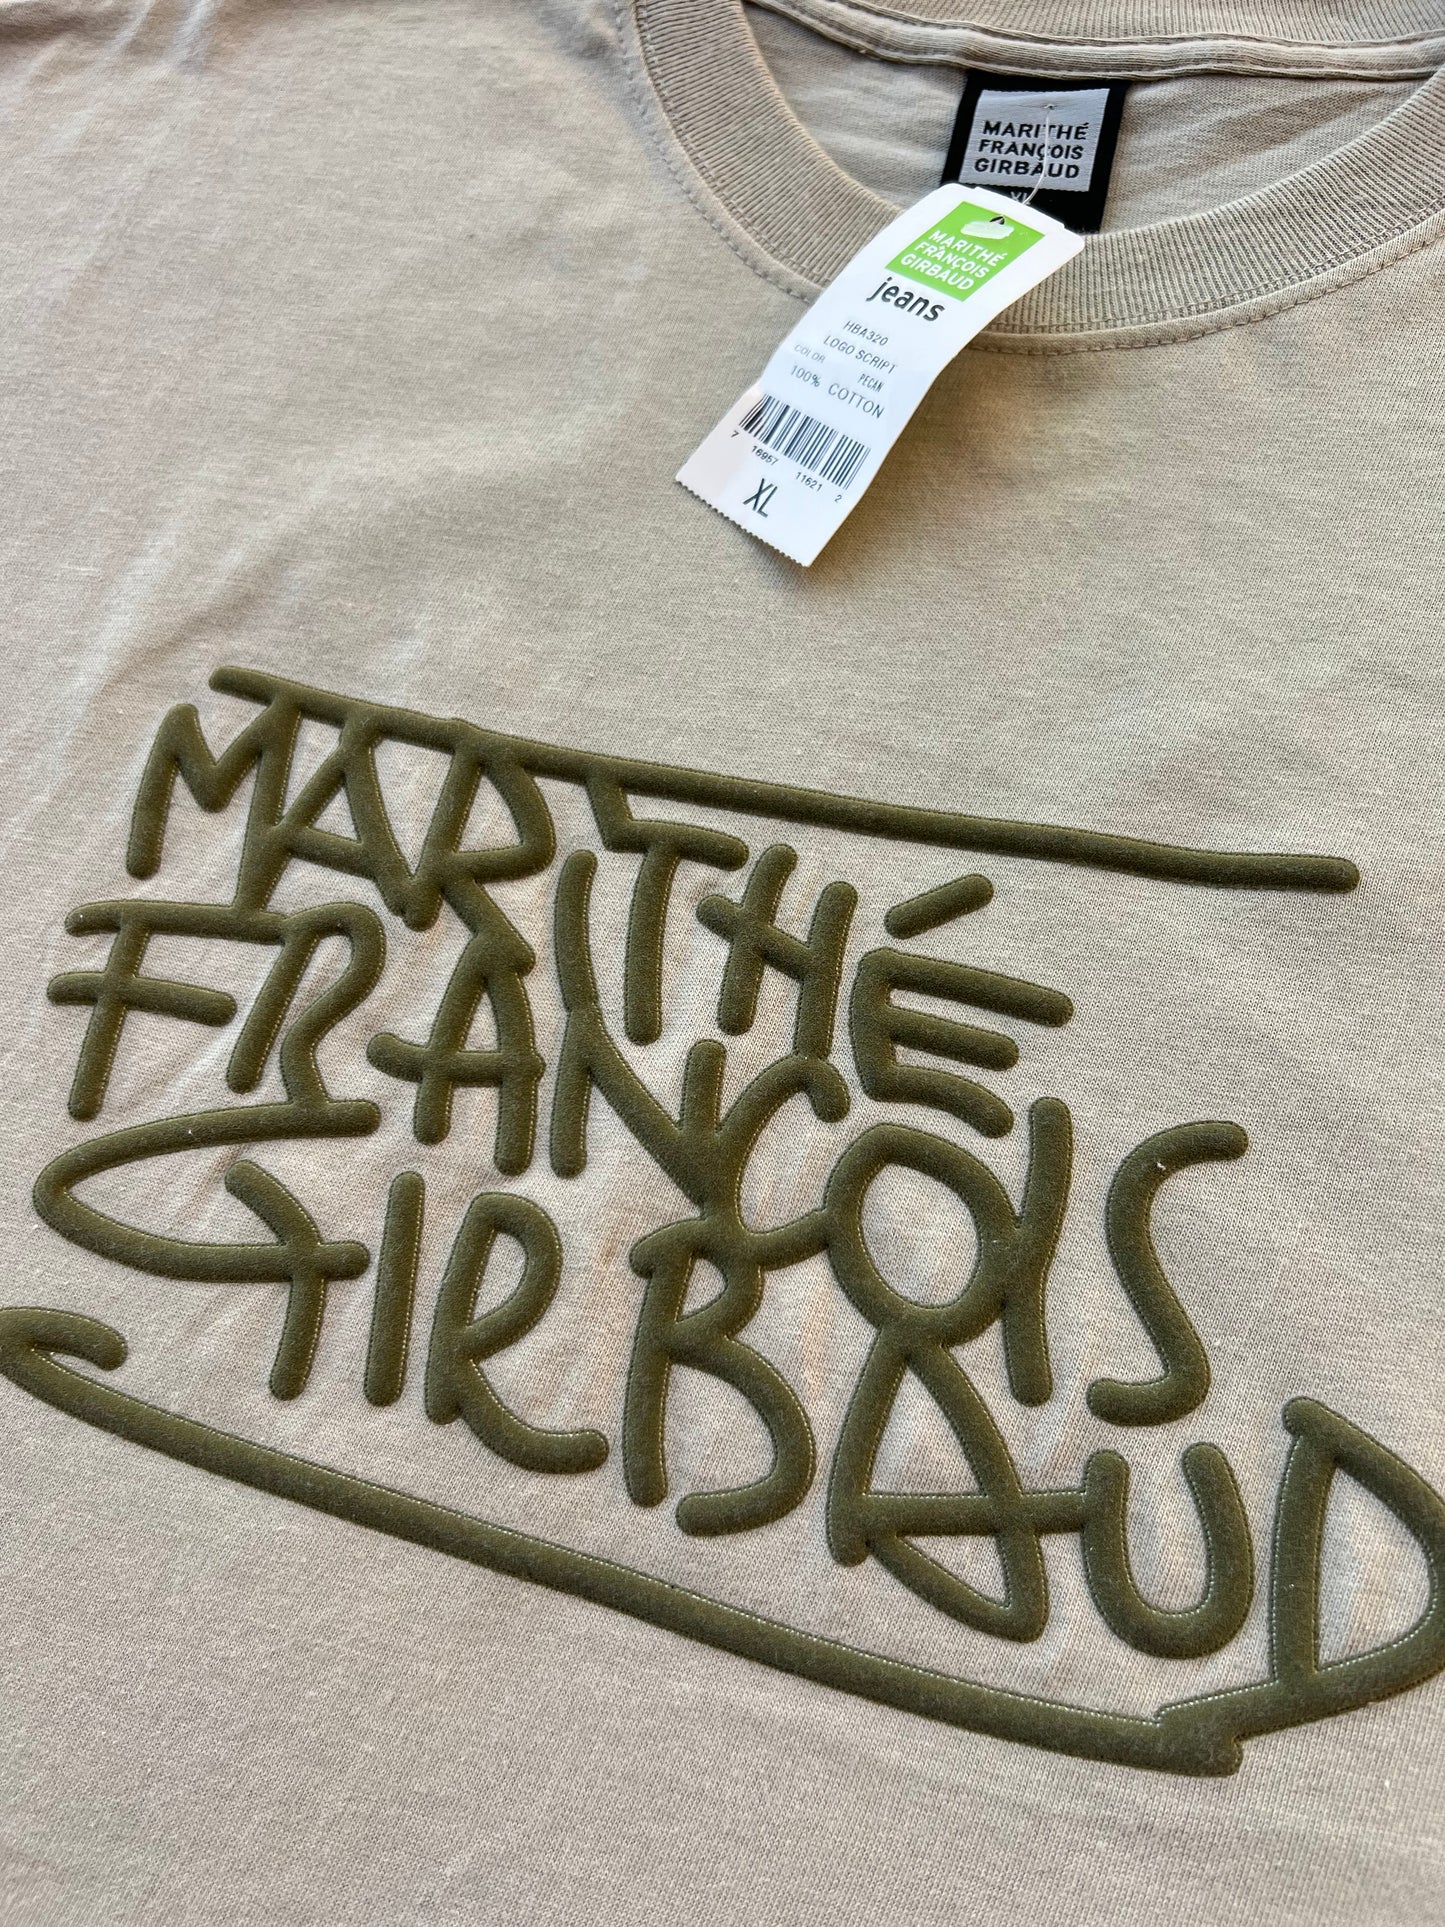 MARITHÉ
FRANÇOIS
GIRBAUD
MARITHÉ
FRANÇOIS
GIRBAUD
jeans
HBA320
LOGO SCRIPT
COLOR PECAN
100% COTTON
7 16957 11621 2
XL
MARITHÉ
FRANÇOIS
GIRBAUD